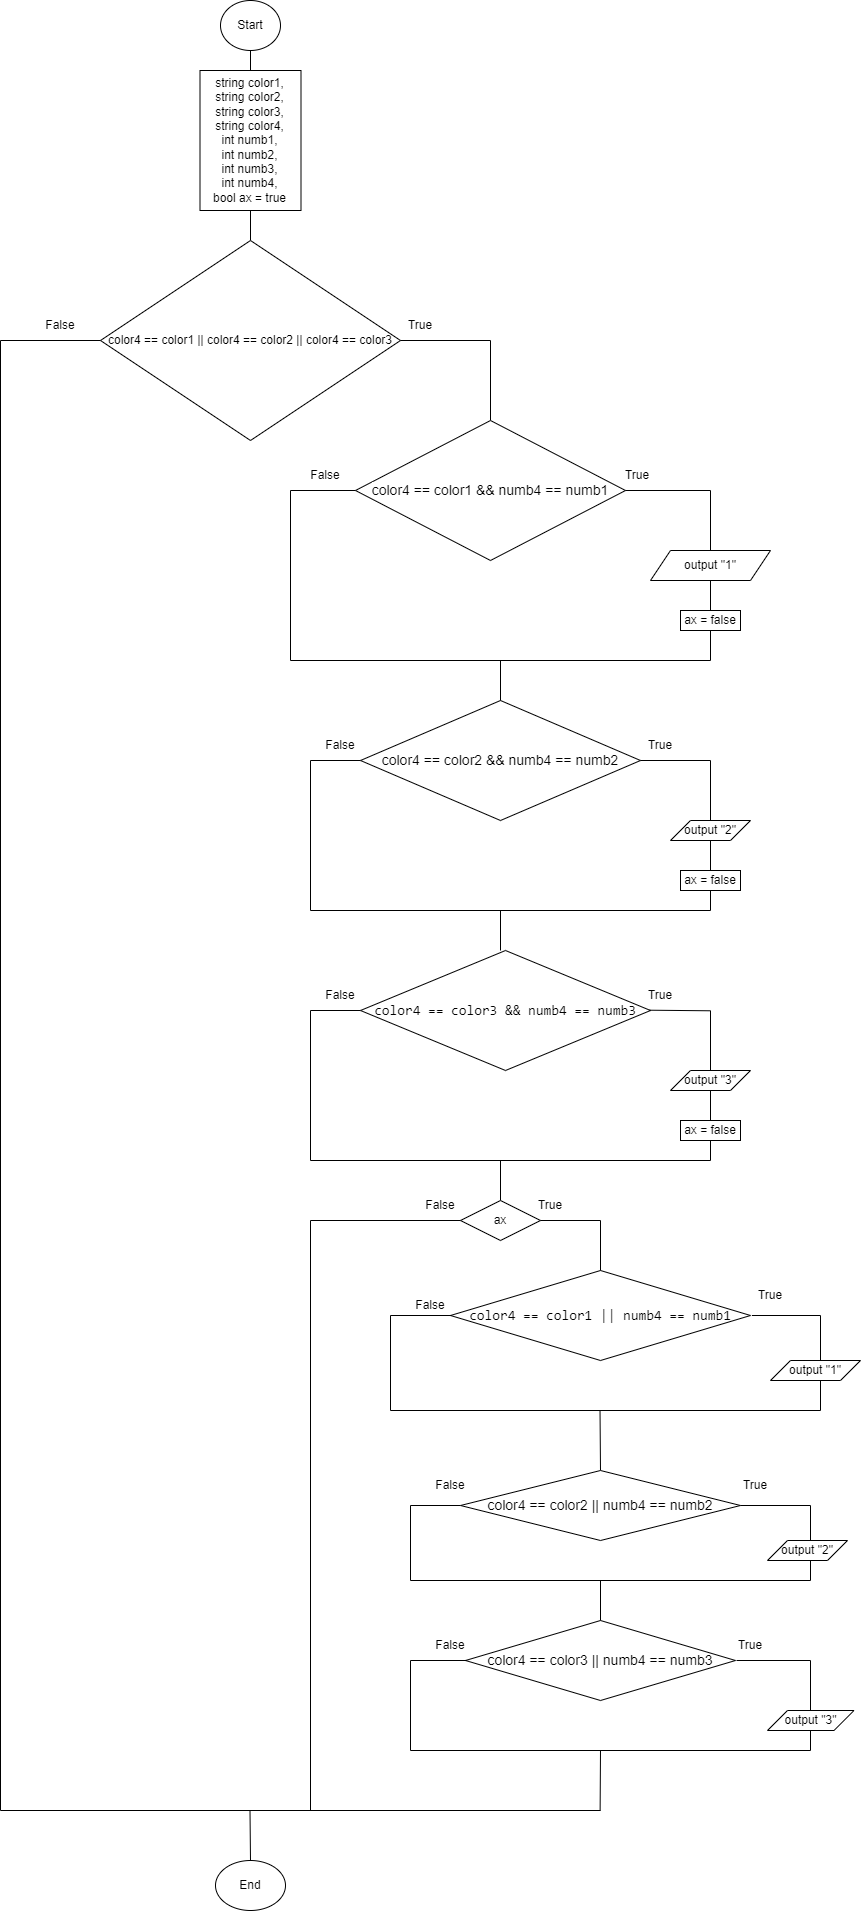 Start
string color1,
string color2,
string color3,
string color4,
int numb1,
int numb2,
int numb3,
int numb4,
bool ax = true
False
True
color4 == color1 || color4 == color2 || color4 == color3
False
True
color4 == color1 && numb4 == numb1
output "1"
ax = false
False
True
color4 == color2 && numb4 == numb2
output "2"
ax = false
False
True
color4 == color3 && numb4 == numb3
output "3"
ax = false
False
True
ax
True
False
color4 == color1 || numb4 == numb1
output "1"
False
True
color4 == color2 || numb4 == numb2
output "2"
False
True
color4 == color3 || numb4 == numb3
output "3"
End